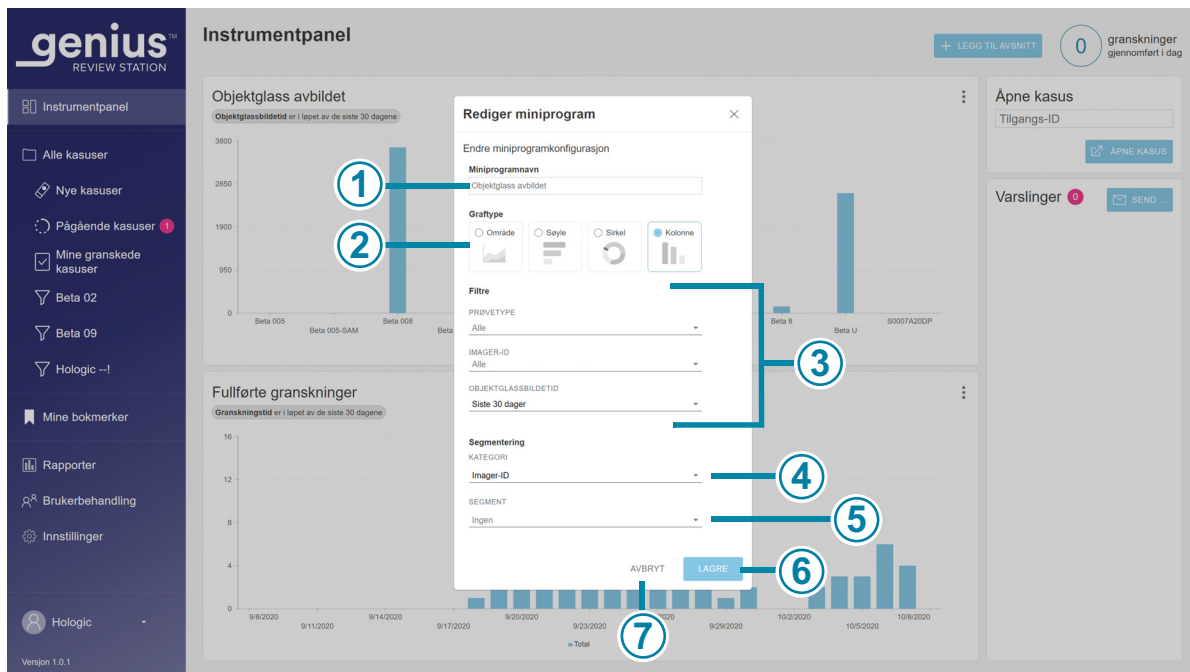 genius™
REVIEW STATION
Instrumentpanel
Alle kasuser
Nye kasuser
Pågående kasuser 1
Mine granskede
kasuser
Beta 02
Beta 09
Hologic --!
Mine bokmerker
Rapporter
Brukerbehandling
Innstillinger
Hologic
Versjon 1.0.1
Instrumentpanel
+ LEGG TIL AVSNITT
0
granskninger
gjennomført i dag
Objektglass avbildet
Objektglassbildetid er i løpet av de siste 30 dagene
3800
2850
1900
950
0
Beta 005
Beta 005-SAM
Beta 008
Beta
Beta 8
Beta U
S0007A20DP
Fullførte granskninger
Granskningstid er i løpet av de siste 30 dagene
16
12
8
4
0
9/8/2020
9/11/2020
9/14/2020
9/17/2020
9/20/2020
9/23/2020
2020
9/29/2020
10/2/2020
10/5/2020
10/8/2020
Total
Rediger miniprogram
Endre miniprogramkonfigurasjon
Miniprogramnavn
Objektglass avbildet
Graftype
Område
Søyle
Sirkel
Kolonne
Filtre
PRØVETYPE
Alle
IMAGER-ID
Alle
OBJEKTGLASSBILDETID
Siste 30 dager
Segmentering
KATEGORI
Imager-ID
SEGMENT
Ingen
AVBRYT
LAGRE
1
2
3
4
5
6
7
Åpne kasus
Tilgangs-ID
ÅPNE KASUS
Varslinger 0
SEND ...